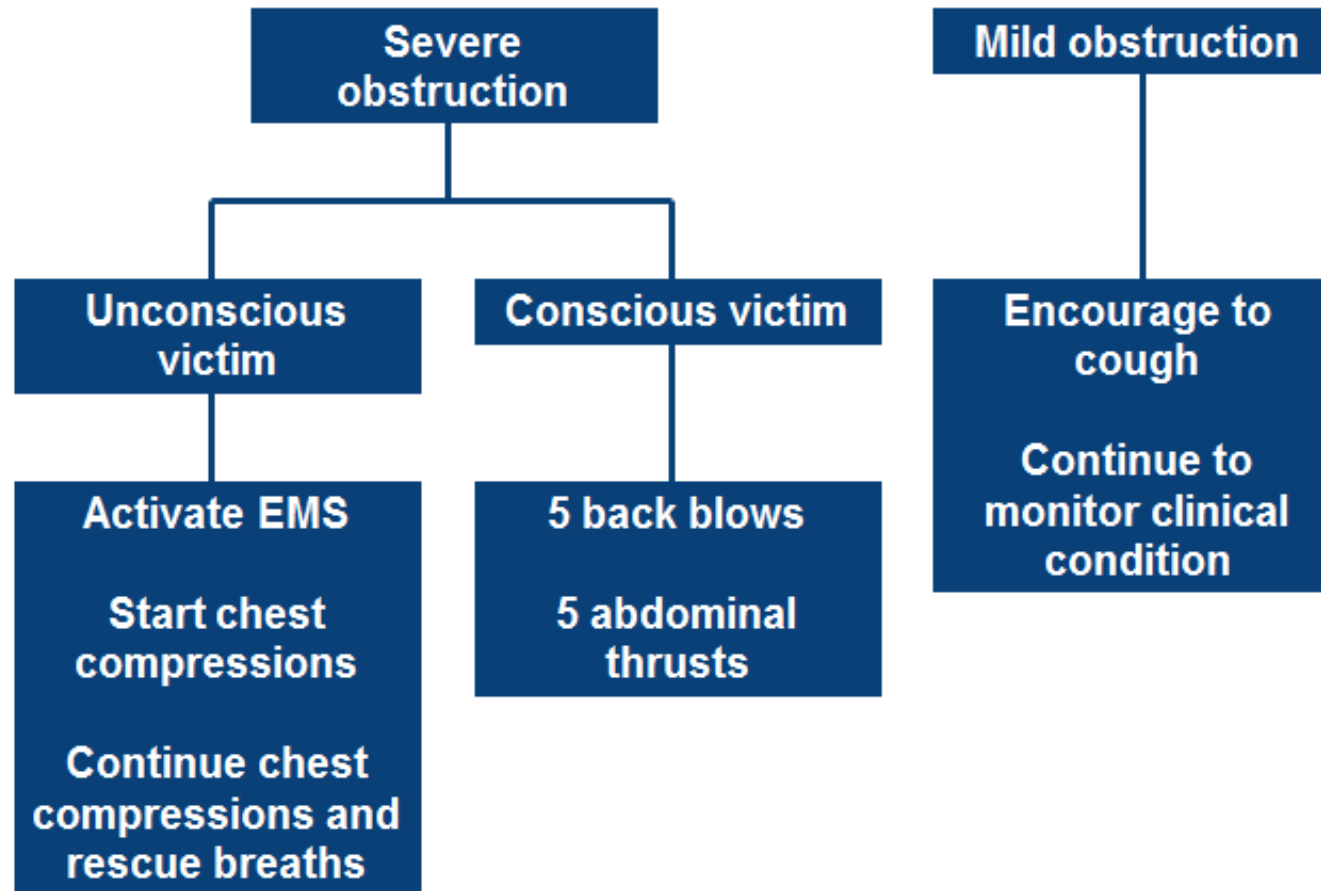 Severe
obstruction
Unconscious
victim
Activate EMS
Start chest
compressions
Continue chest
compressions and
rescue breaths
Conscious victim
5 back blows
5 abdominal
thrusts
Mild obstruction
Encourage to
cough
Continue to
monitor clinical
condition